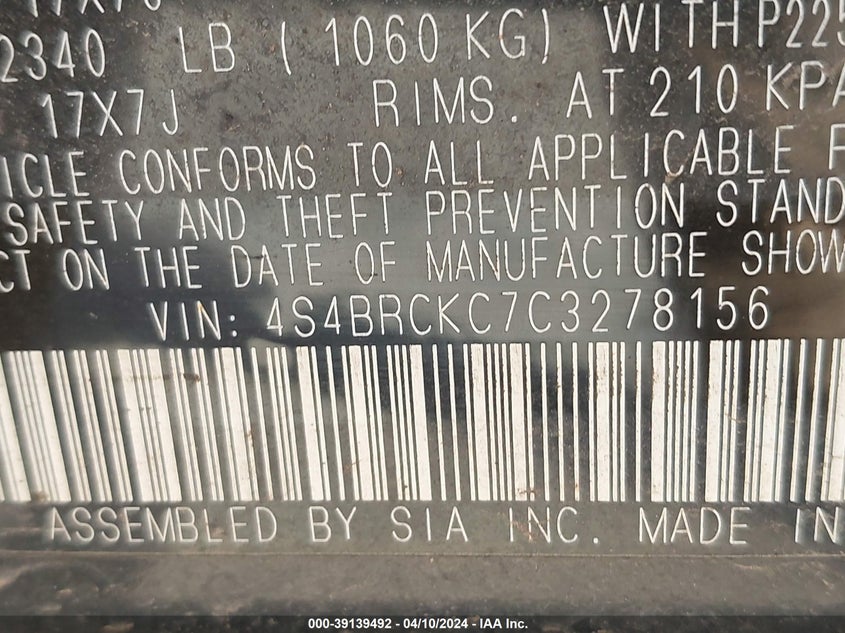 2340 LB ( 1060 KG) WITH P225
17X7J RIMS. AT 210 KPA
ICLE CONFORMS TO ALL APPLICABLE F
SAFETY AND THEFT PREVENTION STAND
CT ON THE DATE OF MANUFACTURE SHOW
VIN: 4S4BRCKC7C3278156
ASSEMBLED BY SIA INC. MADE IN
000-39139492 - 04/10/2024 - IAA Inc.